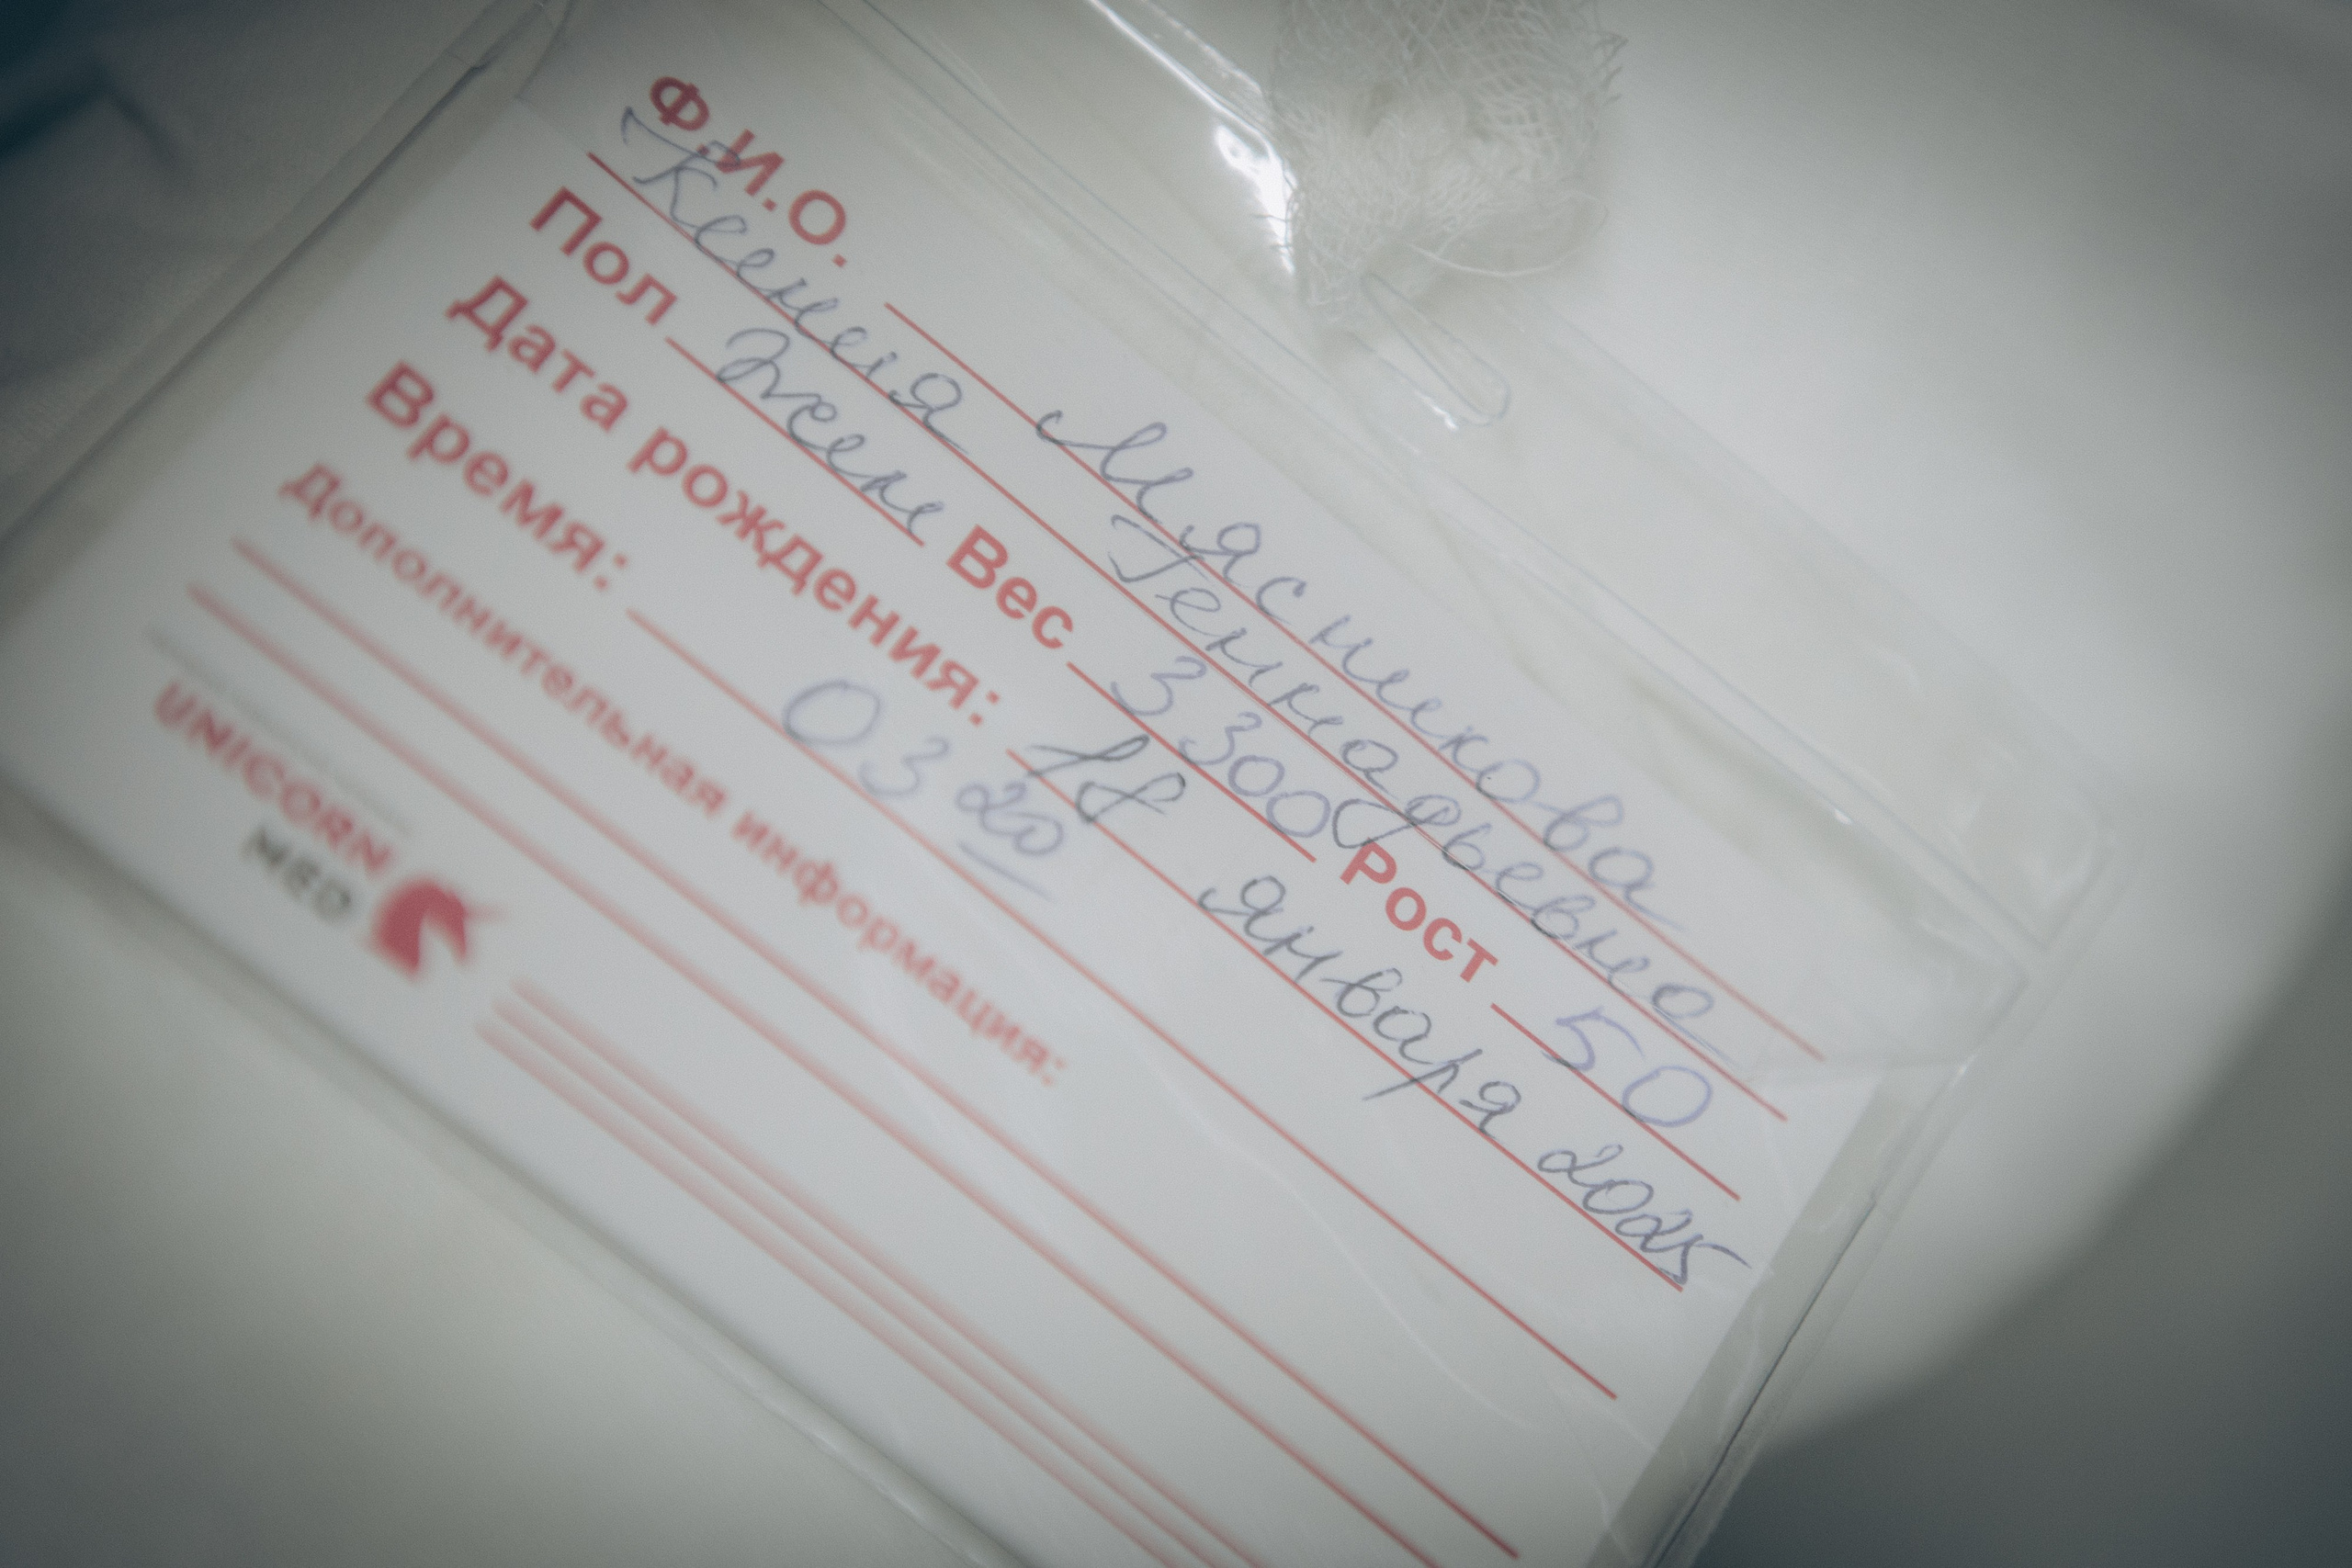 Ф.И.О. Мясникова
Ксения Геннадьевна
Пол Жен Вес 3300 Рост 50
Дата рождения: 18 января 2025
Время: 03 20
Дополнительная информация:
UNICORN
MED